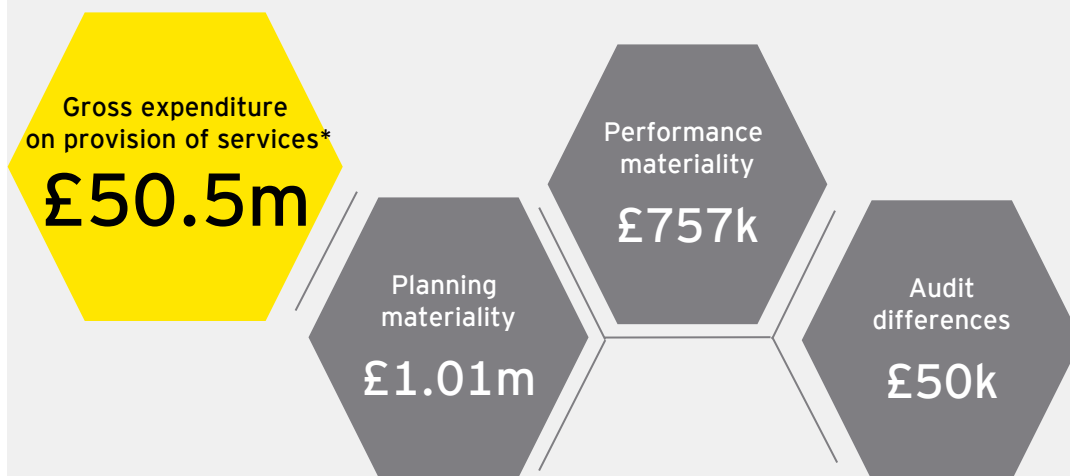 Gross expenditure
on provision of services*
£50.5m
Planning
materiality
£1.01m
Performance
materiality
£757k
Audit
differences
£50k